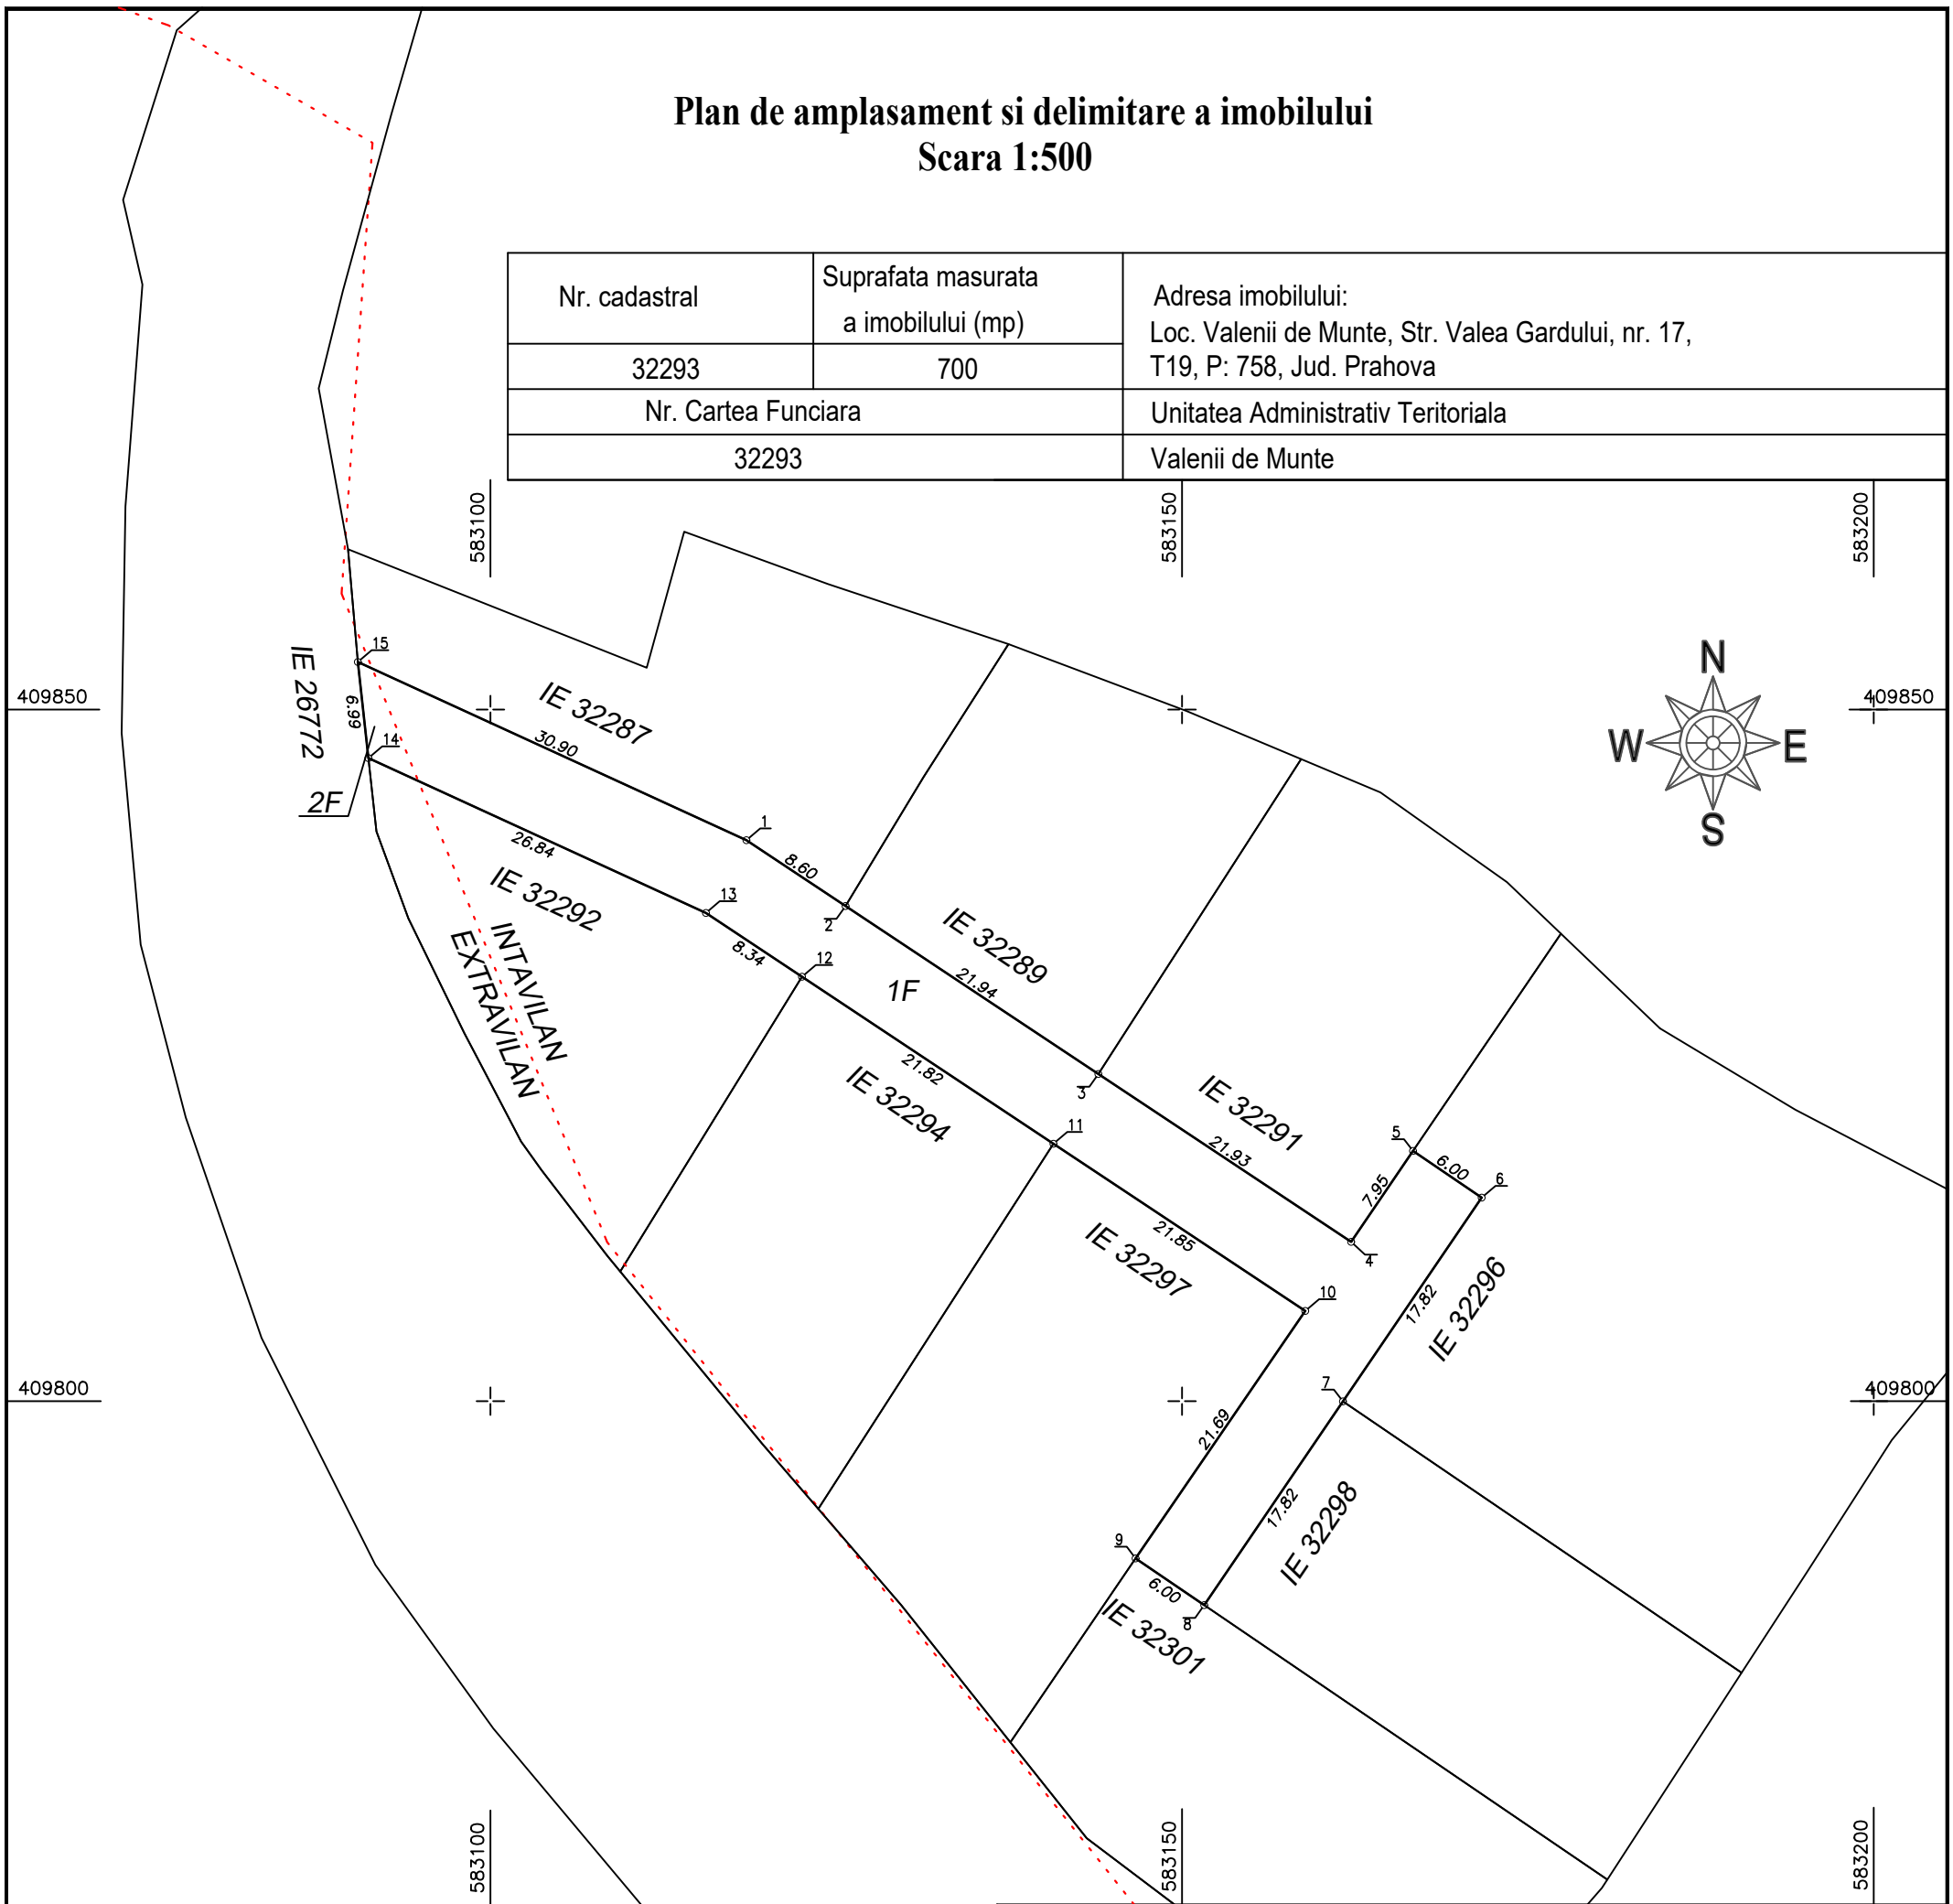 Plan de amplasament si delimitare a imobilului
Scara 1:500
Nr. cadastral
Suprafata masurata
a imobilului (mp)
Adresa imobilului:
Loc. Valenii de Munte, Str. Valea Gardului, nr. 17,
T19, P: 758, Jud. Prahova
32293
700
Nr. Cartea Funciara
Unitatea Administrativ Teritoriala
32293
Valenii de Munte
583100
583150
583200
N
W
E
S
409850
409850
IE 26772
15
6.99
14
2F
IE 32287
30.90
1
26.84
8.60
IE 32292
13
2
8.34
12
IE 32289
21.94
1F
INTAVILAN
EXTRAVILAN
21.82
IE 32294
3
11
IE 32291
21.93
5
6.00
6
7.95
4
21.85
IE 32297
10
17.82
IE 32296
409800
409800
7
21.69
17.82
IE 32298
9
6.00
8
IE 32301
583100
583150
583200